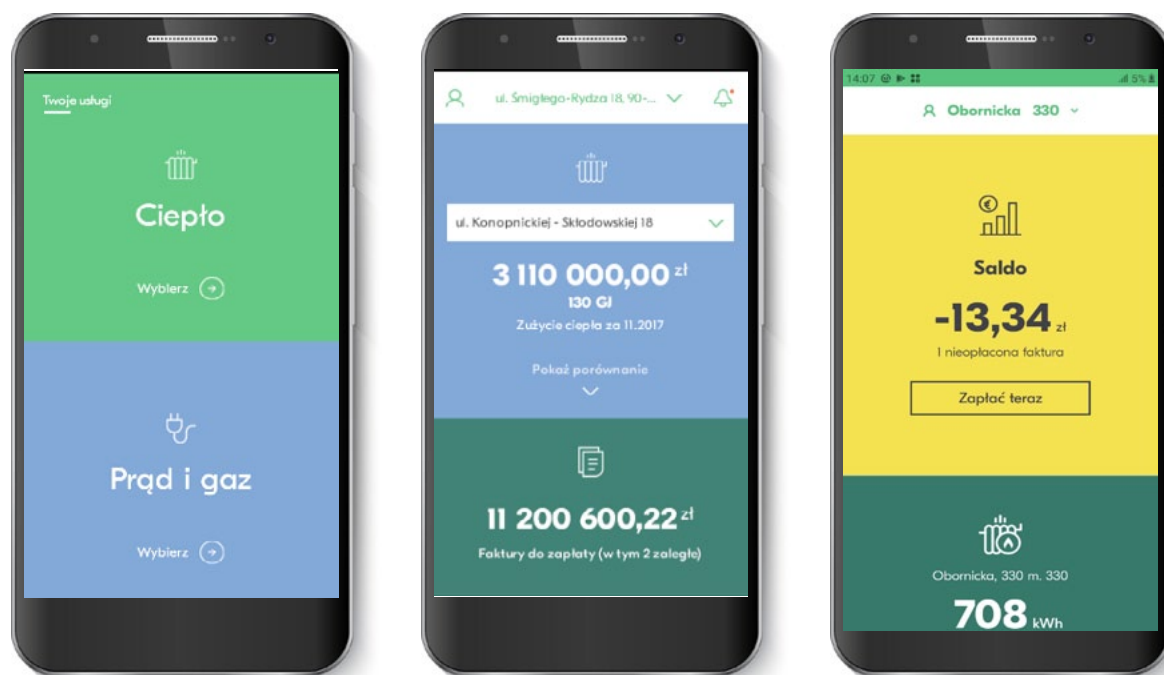 Twoje usługi
Ciepło
Wybierz
Prąd i gaz
Wybierz
ul. Śmigłego-Rydza 18, 90-...
ul. Konopnickiej - Skłodowskiej 18
3 110 000,00 zł
130 GJ
Zużycie ciepła za 11.2017
Pokaż porównanie
11 200 600,22 zł
Faktury do zapłaty (w tym 2 zaległe)
14:07
5%
Obornicka 330
Saldo
-13,34 zł
1 nieopłacona faktura
Zapłać teraz
Obornicka, 330 m. 330
708 kWh